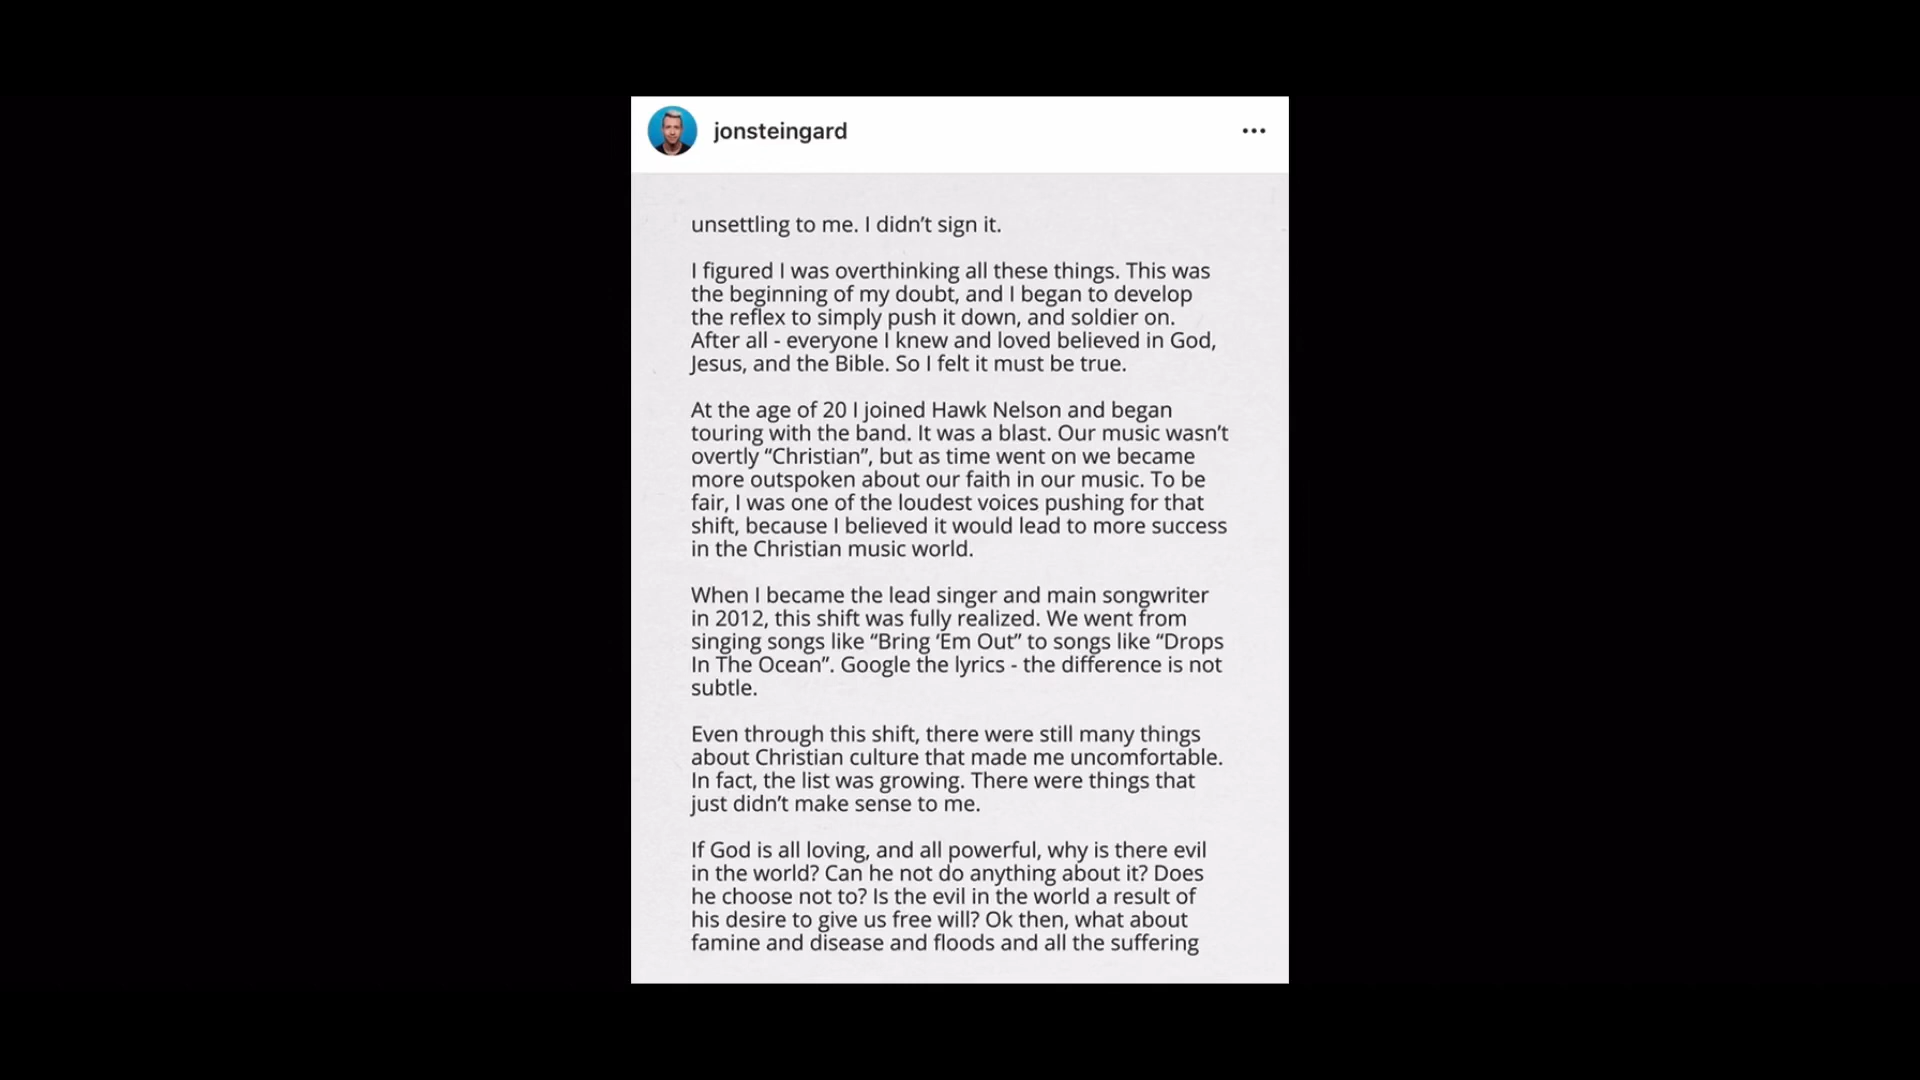 jonsteingard
unsettling to me. I didn’t sign it.
I figured I was overthinking all these things. This was
the beginning of my doubt, and I began to develop
the reflex to simply push it down, and soldier on.
After all - everyone I knew and loved believed in God,
Jesus, and the Bible. So I felt it must be true.
At the age of 20 I joined Hawk Nelson and began
touring with the band. It was a blast. Our music wasn’t
overtly “Christian”, but as time went on we became
more outspoken about our faith in our music. To be
fair, I was one of the loudest voices pushing for that
shift, because I believed it would lead to more success
in the Christian music world.
When I became the lead singer and main songwriter
in 2012, this shift was fully realized. We went from
singing songs like “Bring ‘Em Out” to songs like “Drops
In The Ocean”. Google the lyrics - the difference is not
subtle.
Even through this shift, there were still many things
about Christian culture that made me uncomfortable.
In fact, the list was growing. There were things that
just didn’t make sense to me.
If God is all loving, and all powerful, why is there evil
in the world? Can he not do anything about it? Does
he choose not to? Is the evil in the world a result of
his desire to give us free will? Ok then, what about
famine and disease and floods and all the suffering